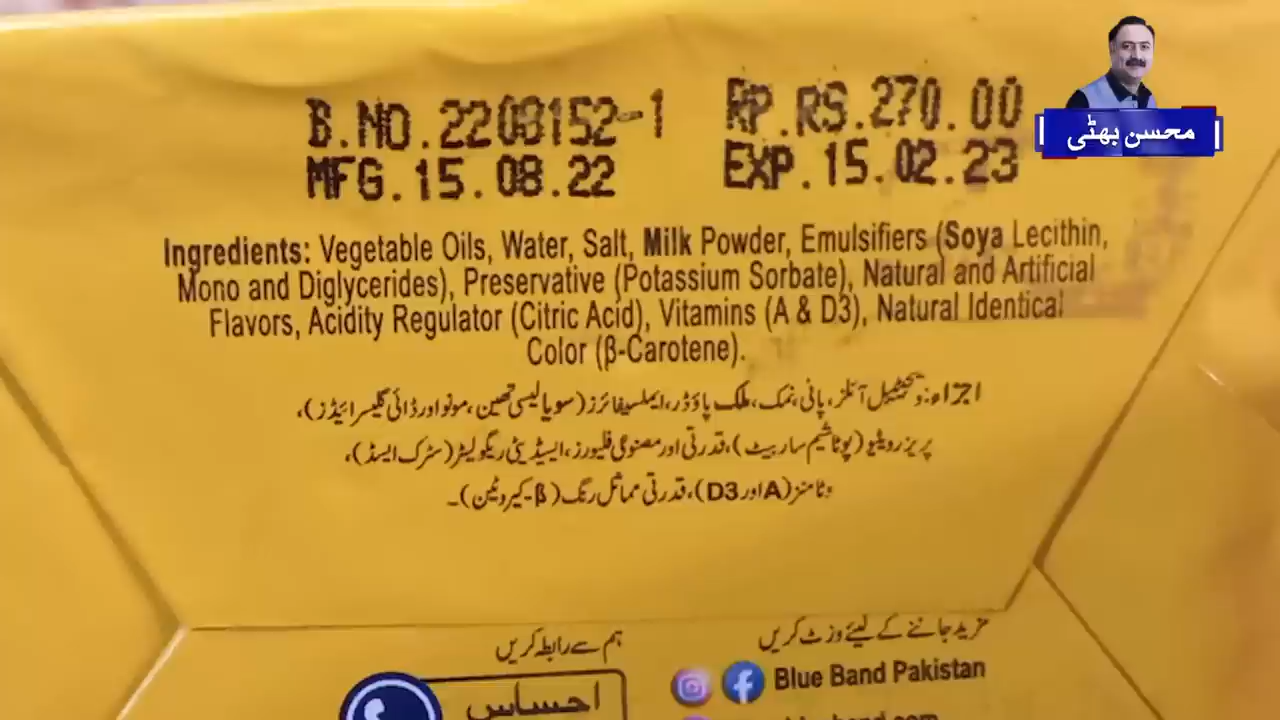 محسن بھٹی
B.NO.2208152-1 RP.RS.270.00
MFG.15.08.22 EXP.15.02.23
Ingredients: Vegetable Oils, Water, Salt, Milk Powder, Emulsifiers (Soya Lecithin,
Mono and Diglycerides), Preservative (Potassium Sorbate), Natural and Artificial
Flavors, Acidity Regulator (Citric Acid), Vitamins (A & D3), Natural Identical
Color (β-Carotene).
اجزاء: ویجیٹیبل آئلز، پانی، نمک، ملک پاؤڈر، ایملسیفائرز (سویا لیسی تھین، مونو اور ڈائی گلیسرائیڈز)،
پریزرویٹیو (پوٹاشیم ساربیٹ)، قدرتی اور مصنوعی فلیورز، ایسیڈیٹی ریگولیٹر (سٹرک ایسڈ)،
وٹامنز (A اور D3)، قدرتی مماثل رنگ (ß-کیروٹین)۔
مزید جاننے کے لیئے وزٹ کریں
ہم سے رابطہ کریں
Blue Band Pakistan
احساس